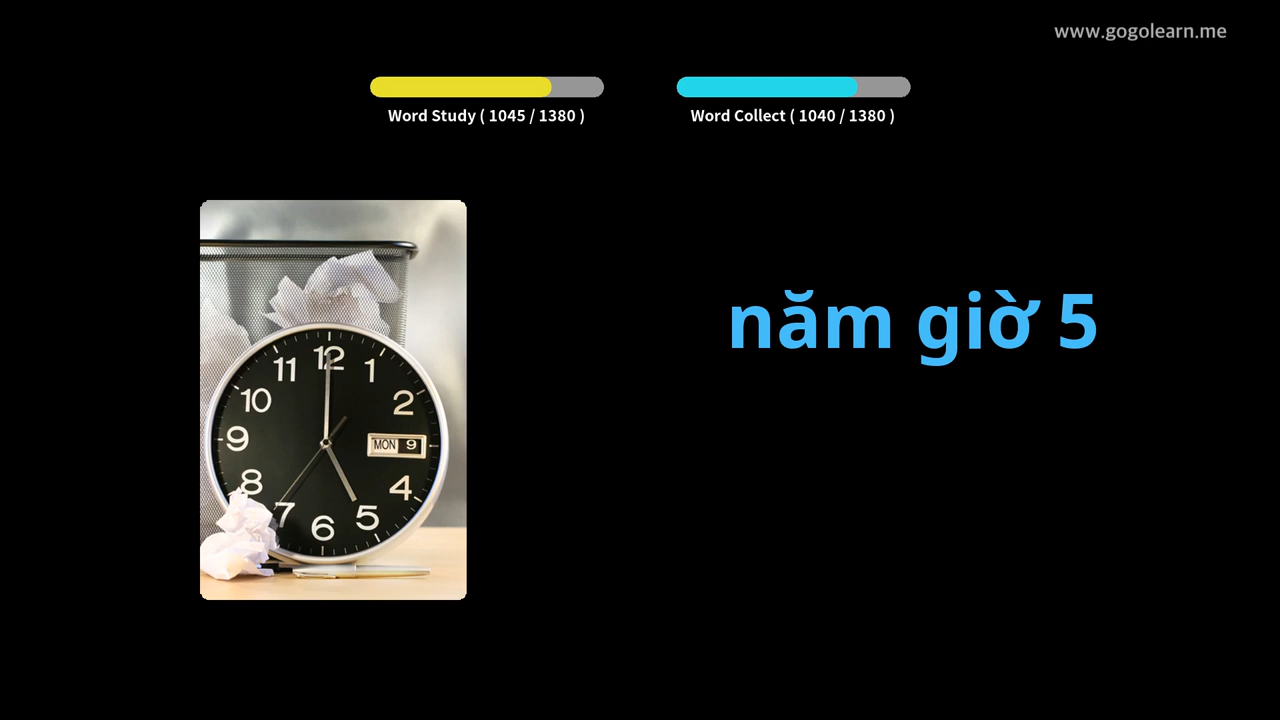 www.gogolearn.me
Word Study ( 1045 / 1380 )
Word Collect ( 1040 / 1380 )
năm giờ 5
12
1
2
MON 9
4
5
6
7
8
9
10
11